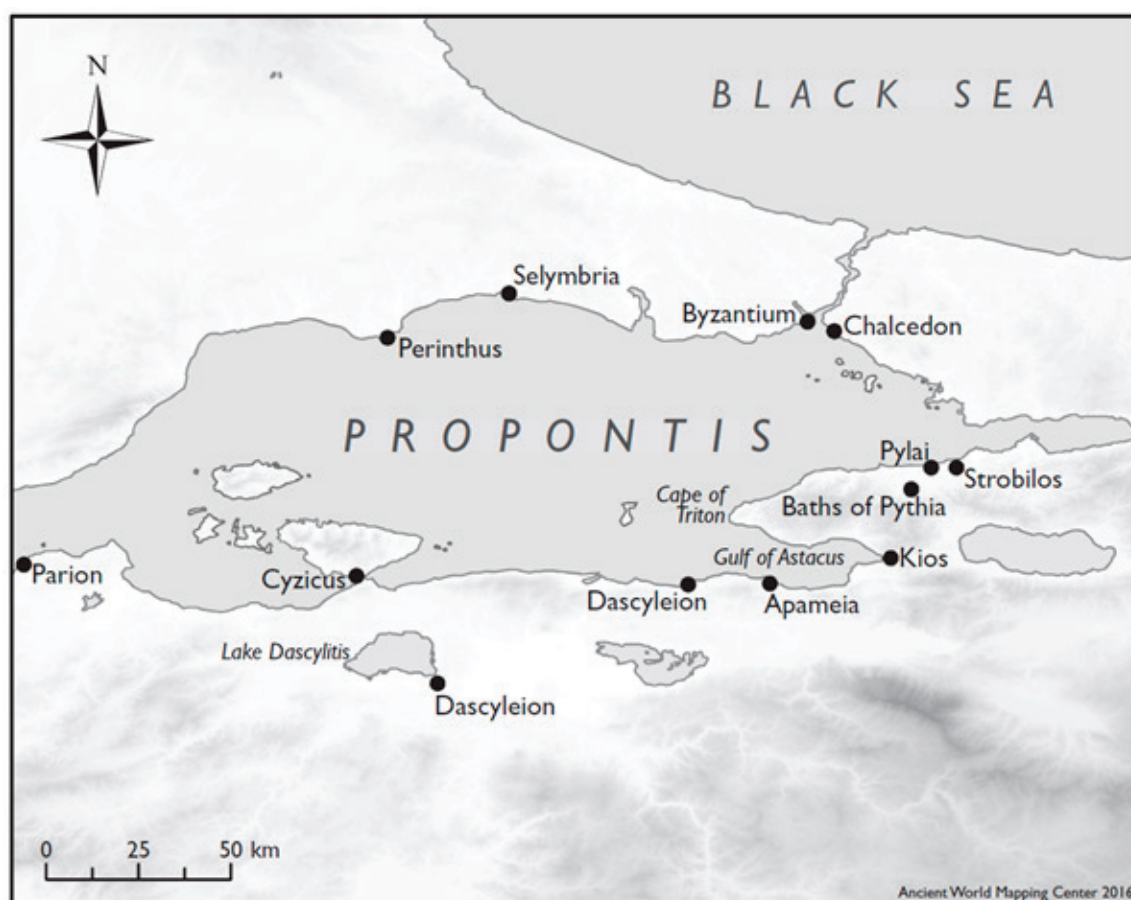 N
BLACK SEA
Selymbria
Byzantium
Chalcedon
Perinthus
PROPONTIS
Pylai
Strobilos
Cape of
Triton
Baths of Pythia
Gulf of Astacus
Kios
Parion
Cyzicus
Dascyleion
Apameia
Lake Dascylitis
Dascyleion
0 25 50 km
Ancient World Mapping Center 2016